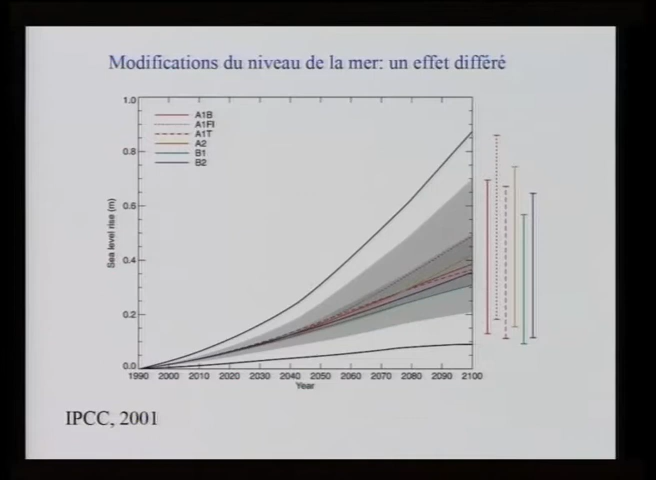 Modifications du niveau de la mer: un effet différé
1.0
0.8
0.6
0.4
0.2
0.0
Sea level rise (m)
A1B
A1FI
A1T
A2
B1
B2
1990 2000 2010 2020 2030 2040 2050 2060 2070 2080 2090 2100
Year
IPCC, 2001